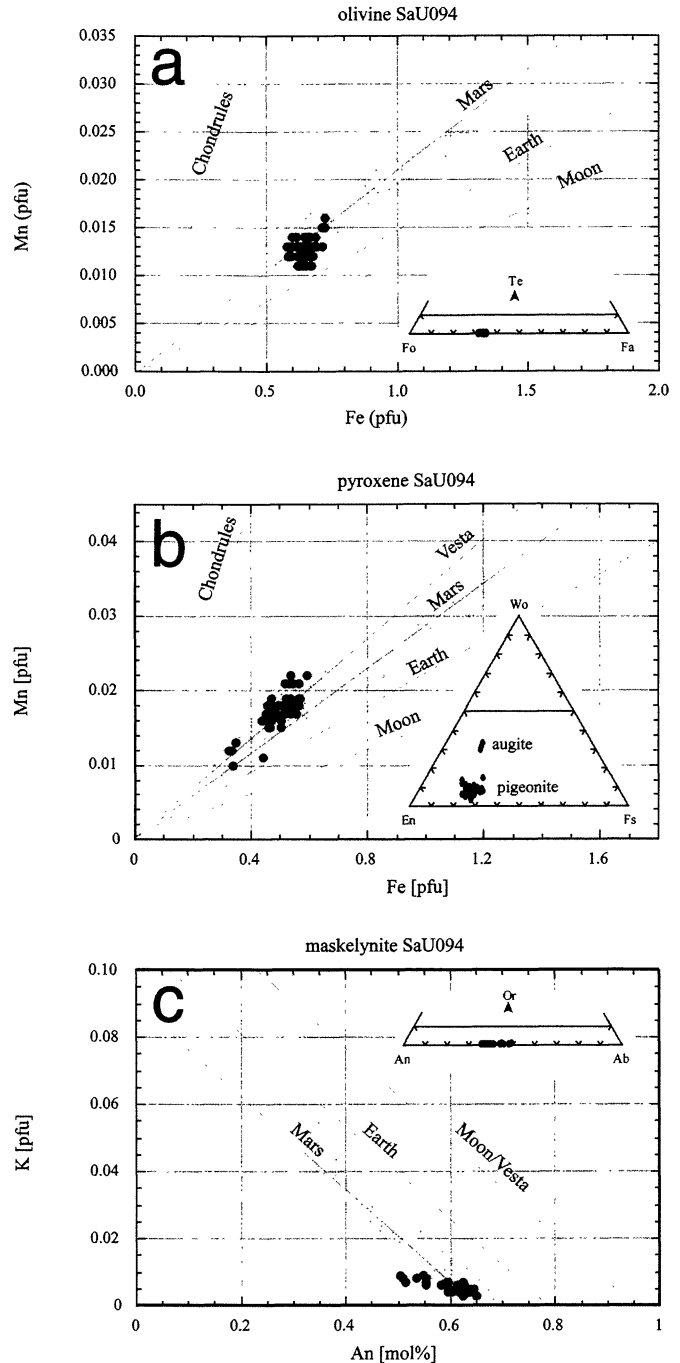 olivine SaU094
a
0.035
0.030
0.025
0.020
0.015
0.010
0.005
0.000
Mn (pfu)
Chondrules
Mars
Earth
Moon
Te
Fo
Fa
0.0
0.5
1.0
1.5
2.0
Fe (pfu)
pyroxene SaU094
b
0.04
0.03
0.02
0.01
0
Mn [pfu]
Chondrules
Vesta
Mars
Earth
Moon
Wo
augite
pigeonite
En
Fs
0
0.4
0.8
1.2
1.6
Fe [pfu]
maskelynite SaU094
c
0.10
0.08
0.06
0.04
0.02
0
K [pfu]
Or
An
Ab
Mars
Earth
Moon/Vesta
0
0.2
0.4
0.6
0.8
1
An [mol%]